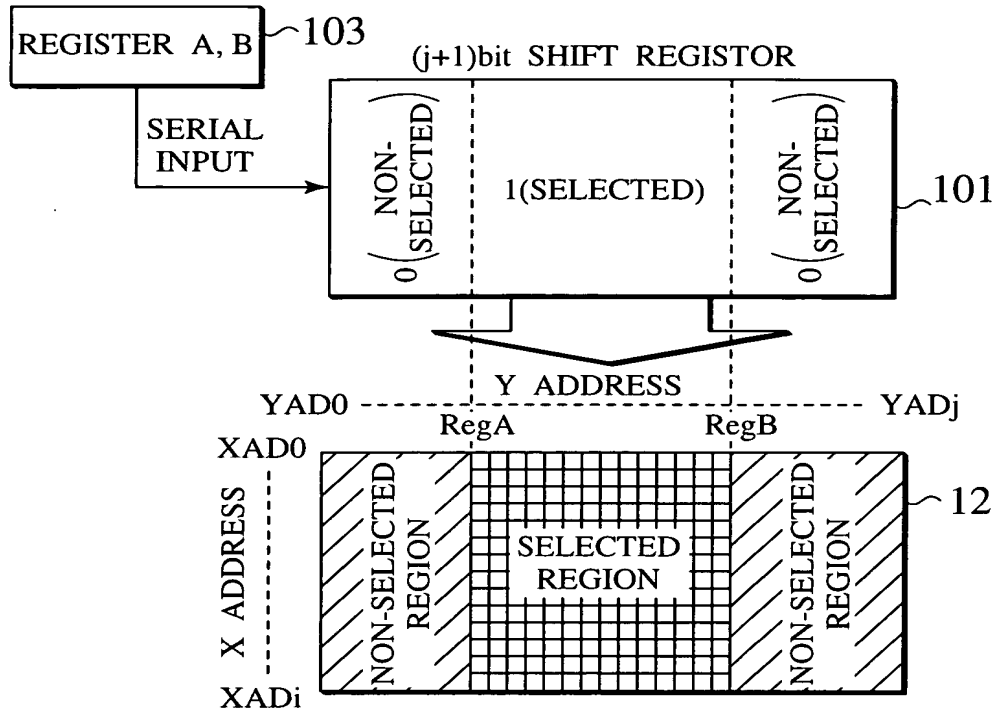 REGISTER A, B
103
(j+1)bit SHIFT REGISTOR
SERIAL
INPUT
0(NON-
SELECTED)
1(SELECTED)
0(NON-
SELECTED)
101
Y ADDRESS
YAD0
YADj
RegA
RegB
XAD0
X ADDRESS
XADi
NON-SELECTED
REGION
SELECTED
REGION
NON-SELECTED
REGION
12